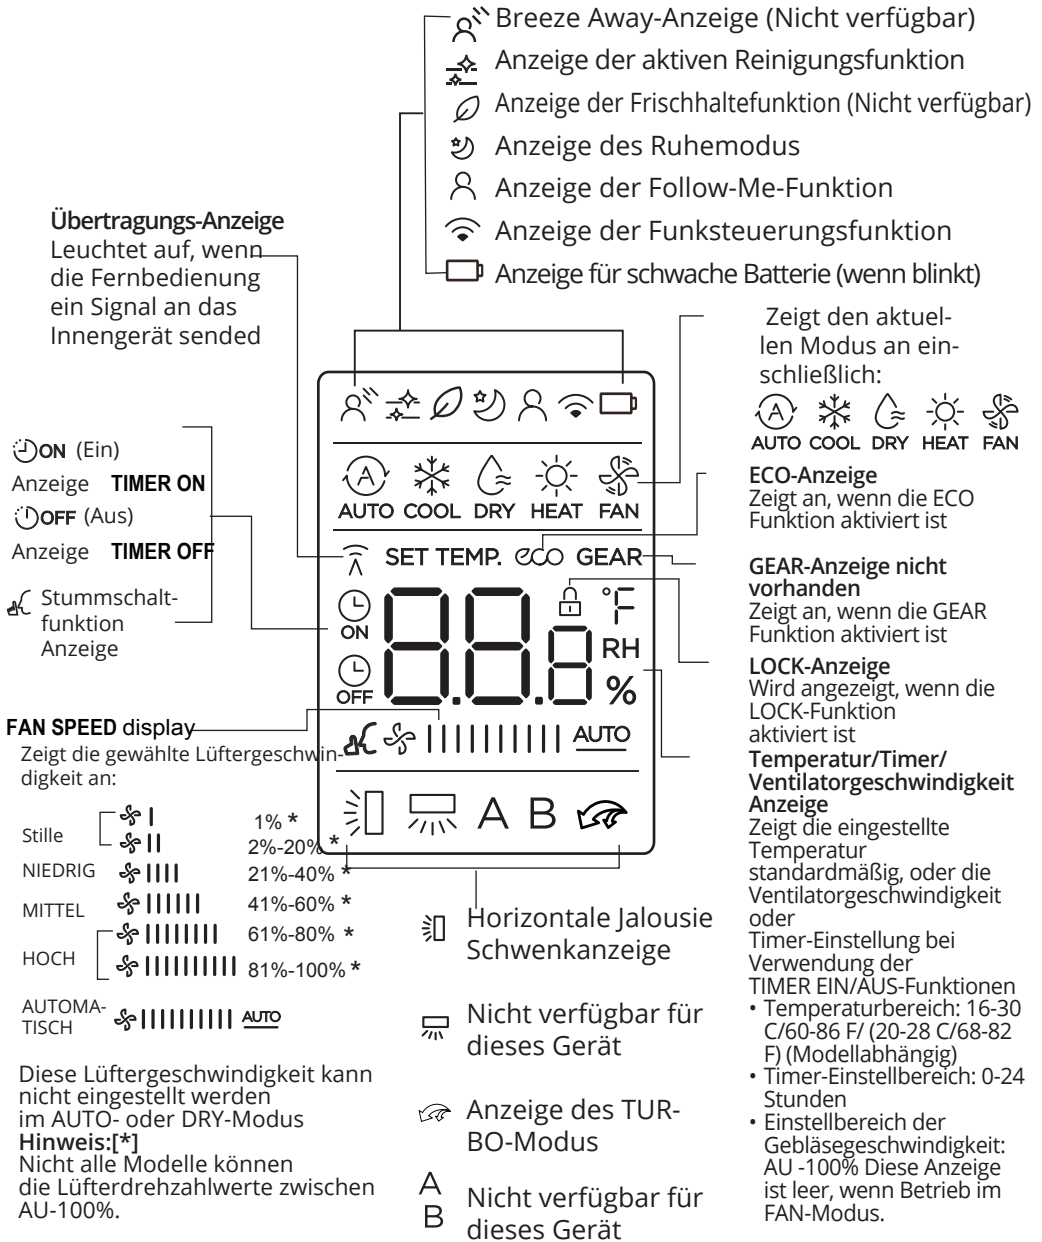 Breeze Away-Anzeige (Nicht verfügbar)
Anzeige der aktiven Reinigungsfunktion
Anzeige der Frischhaltefunktion (Nicht verfügbar)
Anzeige des Ruhemodus
Anzeige der Follow-Me-Funktion
Anzeige der Funksteuerungsfunktion
Anzeige für schwache Batterie (wenn blinkt)
Übertragungs-Anzeige
Leuchtet auf, wenn
die Fernbedienung
ein Signal an das
Innengerät sended
ON (Ein)
Anzeige TIMER ON
OFF (Aus)
Anzeige TIMER OFF
Stummschalt-
funktion
Anzeige
A
AUTO COOL DRY HEAT FAN
SET TEMP. eco GEAR
ON
88.8
°F
RH
OFF
%
AUTO
A B
Zeigt den aktuel-
len Modus an ein-
schließlich:
A
AUTO COOL DRY HEAT FAN
ECO-Anzeige
Zeigt an, wenn die ECO
Funktion aktiviert ist
GEAR-Anzeige nicht
vorhanden
Zeigt an, wenn die GEAR
Funktion aktiviert ist
LOCK-Anzeige
Wird angezeigt, wenn die
LOCK-Funktion
aktiviert ist
Temperatur/Timer/
Ventilatorgeschwindigkeit
Anzeige
Zeigt die eingestellte
Temperatur
standardmäßig, oder die
Ventilatorgeschwindigkeit
oder
Timer-Einstellung bei
Verwendung der
TIMER EIN/AUS-Funktionen
• Temperaturbereich: 16-30
C/60-86 F/ (20-28 C/68-82
F) (Modellabhängig)
• Timer-Einstellbereich: 0-24
Stunden
• Einstellbereich der
Gebläsegeschwindigkeit:
AU -100% Diese Anzeige
ist leer, wenn Betrieb im
FAN-Modus.
FAN SPEED display
Zeigt die gewählte Lüftergeschwin-
digkeit an:
Stille
1% *
2%-20% *
NIEDRIG 21%-40% *
MITTEL 41%-60% *
HOCH
61%-80% *
81%-100% *
AUTOMA-
TISCH
AUTO
Diese Lüftergeschwindigkeit kann
nicht eingestellt werden
im AUTO- oder DRY-Modus
Hinweis:[*]
Nicht alle Modelle können
die Lüfterdrehzahlwerte zwischen
AU-100%.
Horizontale Jalousie
Schwenkanzeige
Nicht verfügbar für
dieses Gerät
Anzeige des TUR-
BO-Modus
A
B
Nicht verfügbar für
dieses Gerät